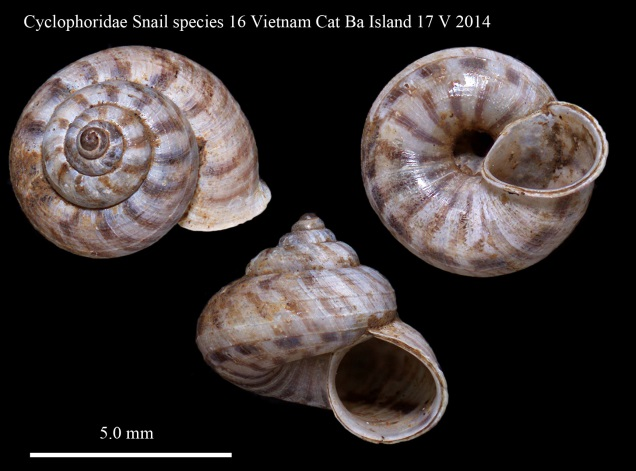 Cyclophoridae Snail species 16 Vietnam Cat Ba Island 17 V 2014
5.0 mm